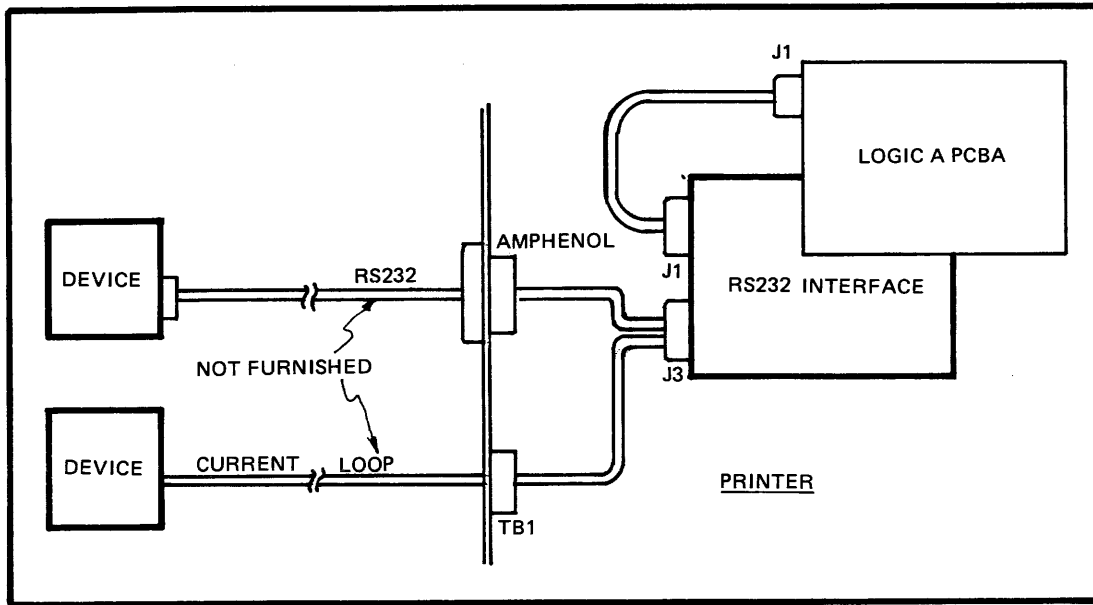 J1
LOGIC A PCBA
AMPHENOL
J1
RS232 INTERFACE
DEVICE
RS232
NOT FURNISHED
J3
DEVICE
CURRENT LOOP
TB1
PRINTER